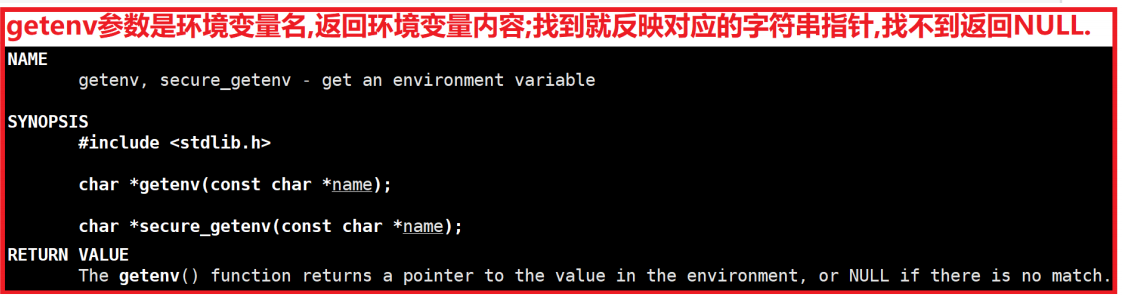 getenv参数是环境变量名,返回环境变量内容;找到就反映对应的字符串指针,找不到返回NULL.
NAME
getenv, secure_getenv - get an environment variable
SYNOPSIS
#include <stdlib.h>
char *getenv(const char *name);
char *secure_getenv(const char *name);
RETURN VALUE
The getenv() function returns a pointer to the value in the environment, or NULL if there is no match.